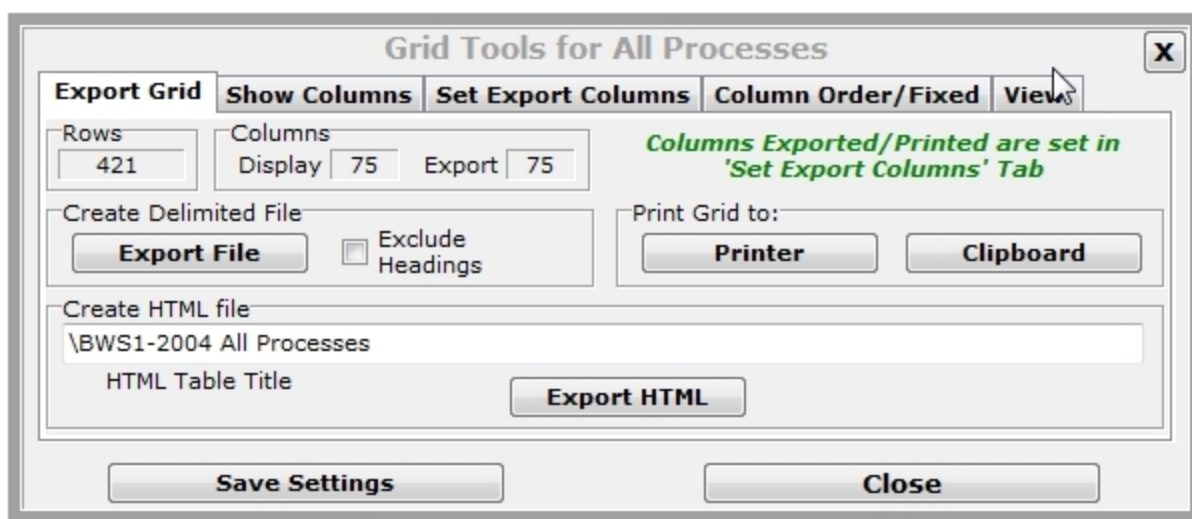 Grid Tools for All Processes
X
Export Grid Show Columns Set Export Columns Column Order/Fixed View
Rows
421
Columns
Display 75 Export 75
Columns Exported/Printed are set in
'Set Export Columns' Tab
Create Delimited File
Export File
Exclude
Headings
Print Grid to:
Printer Clipboard
Create HTML file
\BWS1-2004 All Processes
HTML Table Title
Export HTML
Save Settings Close